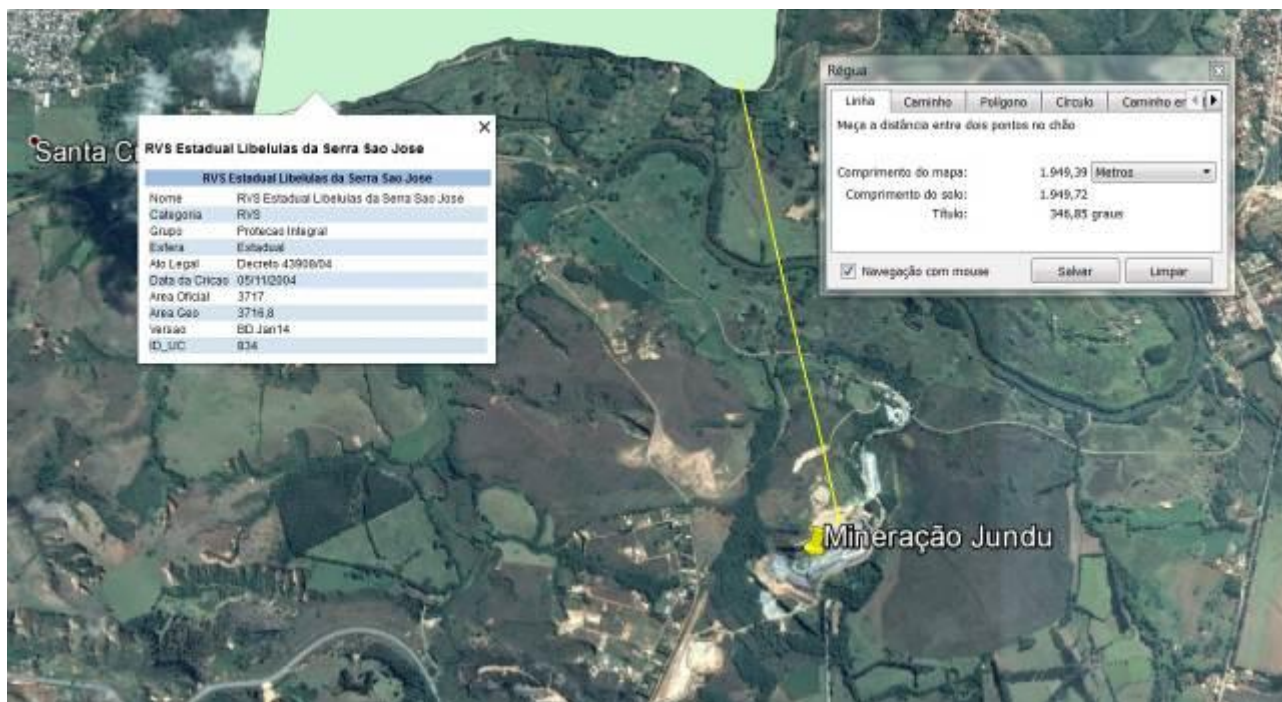 Santa C
RVS Estadual Libelulas da Serra Sao Jose
RVS Estadual Libelulas da Serra Sao Jose
Nome RVS Estadual Libelulas da Serra Sao Jose
Categoria RVS
Grupo Protecao Integral
Esfera Estadual
Ato Legal Decreto 43908/04
Data da Cricao 05/11/2004
Area Oficial 3717
Area Geo 3716,8
Versao BD Jan14
ID_UC 834
Régua
Linha Caminho Polígono Círculo Caminho er
Meça a distância entre dois pontos no chão
Comprimento do mapa: 1.949,39 Metros
Comprimento do solo: 1.949,72
Título: 346,85 graus
Navegação com mouse Salvar Limpar
Mineração Jundu